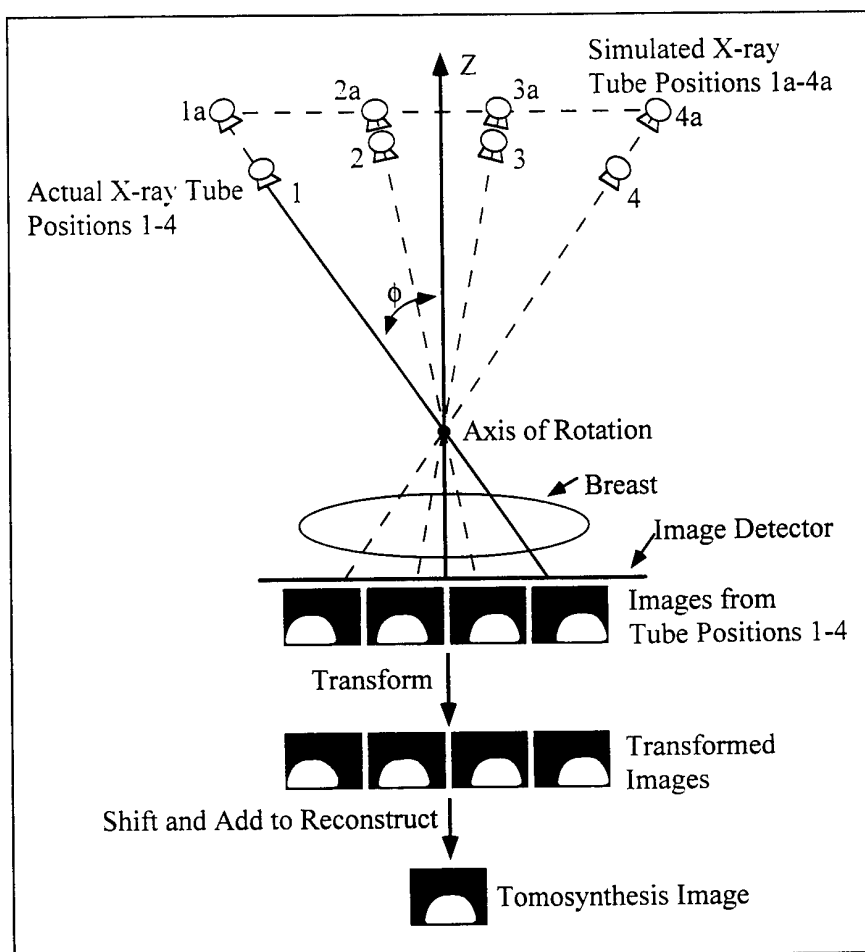 Z
Simulated X-ray
Tube Positions 1a-4a
1a
2a
3a
4a
2
3
1
4
Actual X-ray Tube
Positions 1-4
ϕ
Axis of Rotation
Breast
Image Detector
Images from
Tube Positions 1-4
Transform
Transformed
Images
Shift and Add to Reconstruct
Tomosynthesis Image